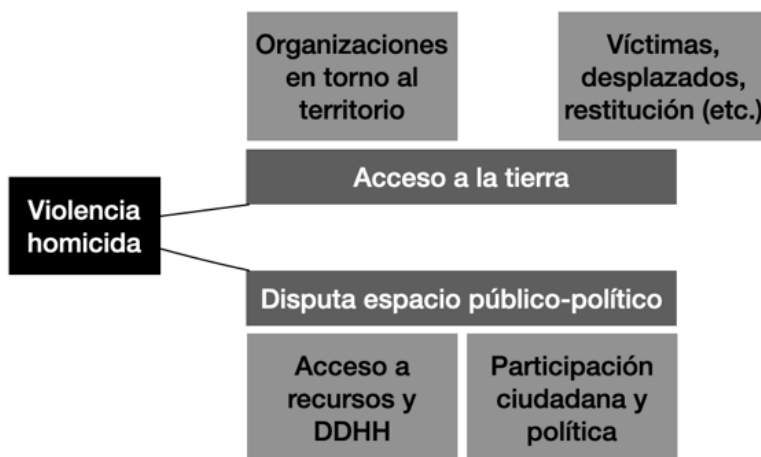 Organizaciones
en torno al
territorio
Víctimas,
desplazados,
restitución (etc.)
Acceso a la tierra
Violencia
homicida
Disputa espacio público-político
Acceso a
recursos y
DDHH
Participación
ciudadana y
política